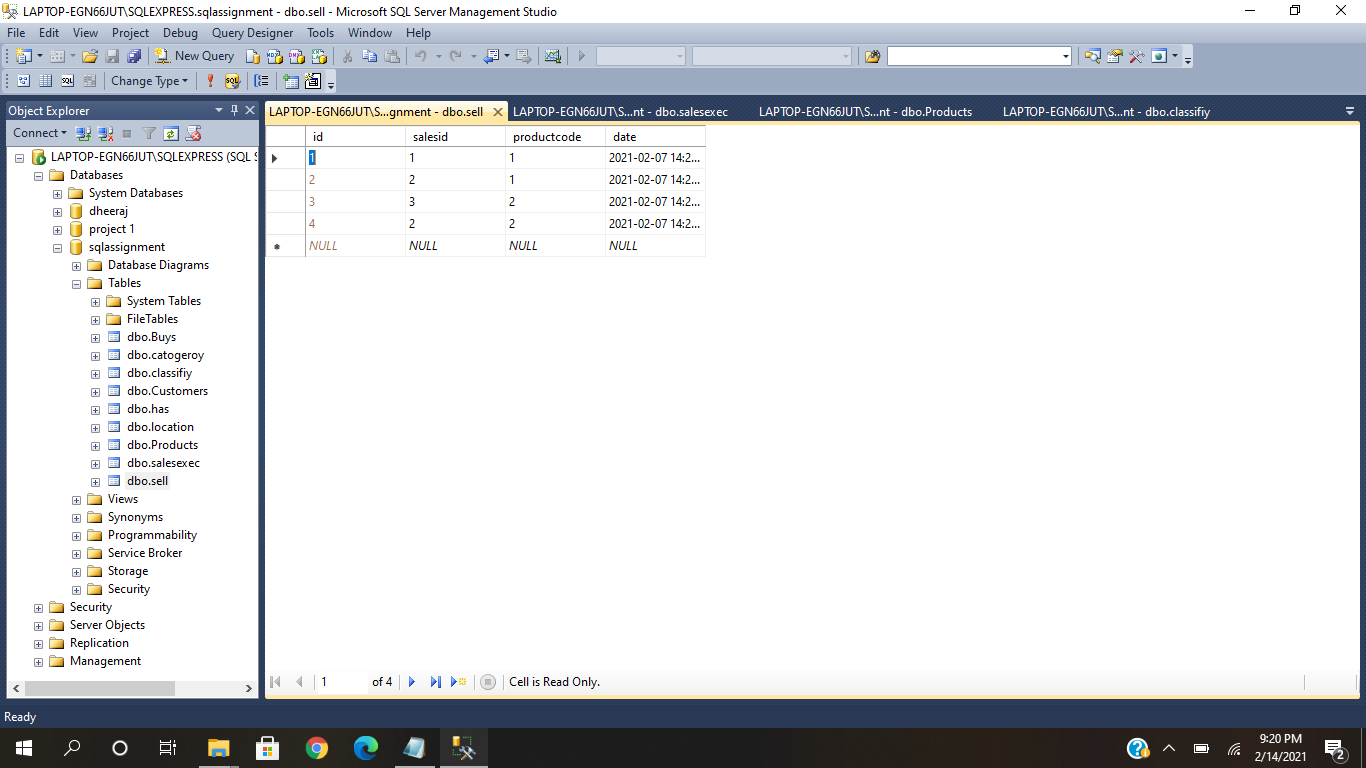 LAPTOP-EGN66JUT\SQLEXPRESS.sqlassignment - dbo.sell - Microsoft SQL Server Management Studio
File Edit View Project Debug Query Designer Tools Window Help
New Query
Change Type
Object Explorer
Connect
LAPTOP-EGN66JUT\SQLEXPRESS (SQL S
Databases
System Databases
dheeraj
project 1
sqlassignment
Database Diagrams
Tables
System Tables
FileTables
dbo.Buys
dbo.catogeroy
dbo.classifiy
dbo.Customers
dbo.has
dbo.location
dbo.Products
dbo.salesexec
dbo.sell
Views
Synonyms
Programmability
Service Broker
Storage
Security
Security
Server Objects
Replication
Management
LAPTOP-EGN66JUT\S...gnment - dbo.sell LAPTOP-EGN66JUT\S...nt - dbo.salesexec LAPTOP-EGN66JUT\S...nt - dbo.Products LAPTOP-EGN66JUT\S...nt - dbo.classifiy
id salesid productcode date
1 1 1 2021-02-07 14:2...
2 2 1 2021-02-07 14:2...
3 3 2 2021-02-07 14:2...
4 2 2 2021-02-07 14:2...
NULL NULL NULL NULL
1 of 4 Cell is Read Only.
Ready
9:20 PM
2/14/2021
2